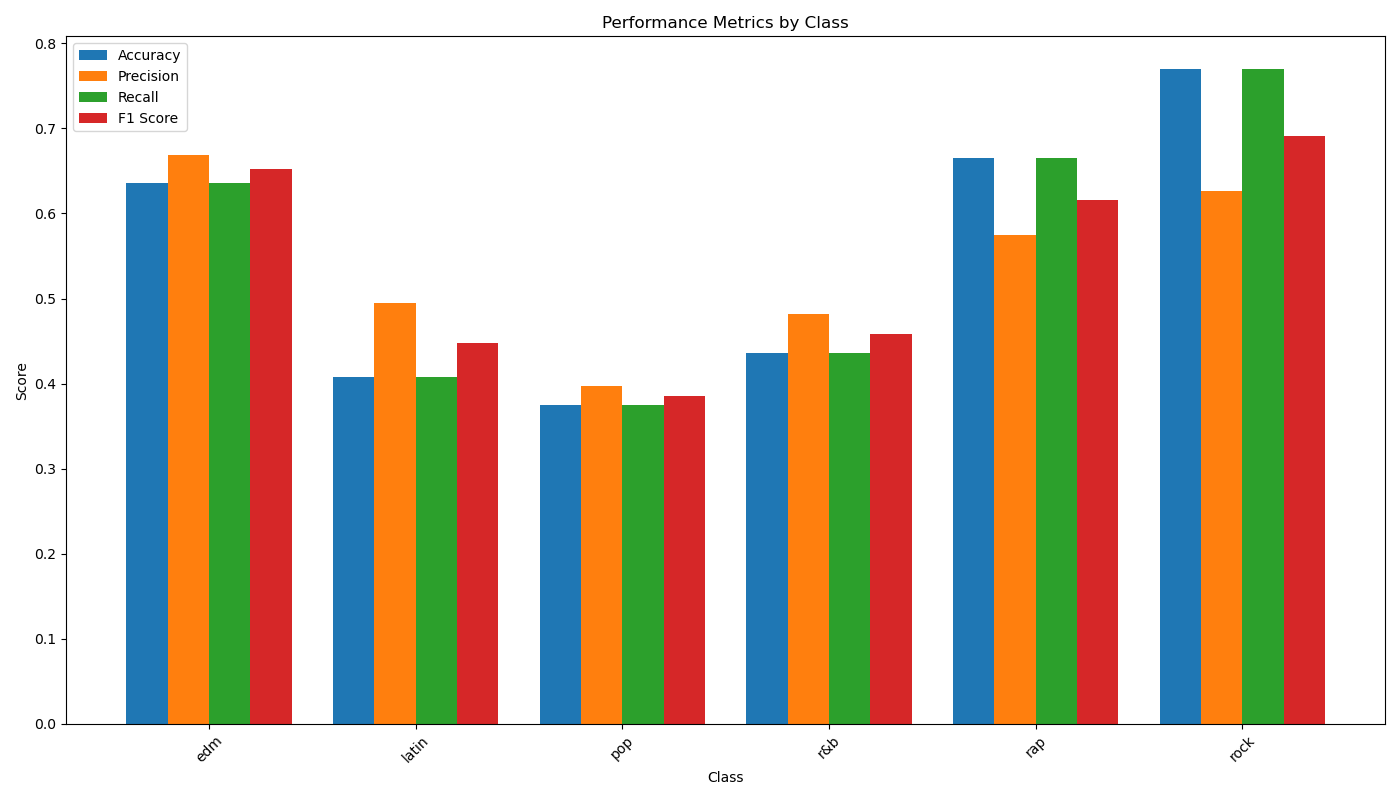 Performance Metrics by Class
Accuracy
Precision
Recall
F1 Score
Score
0.8
0.7
0.6
0.5
0.4
0.3
0.2
0.1
0.0
edm
latin
pop
r&b
rap
rock
Class